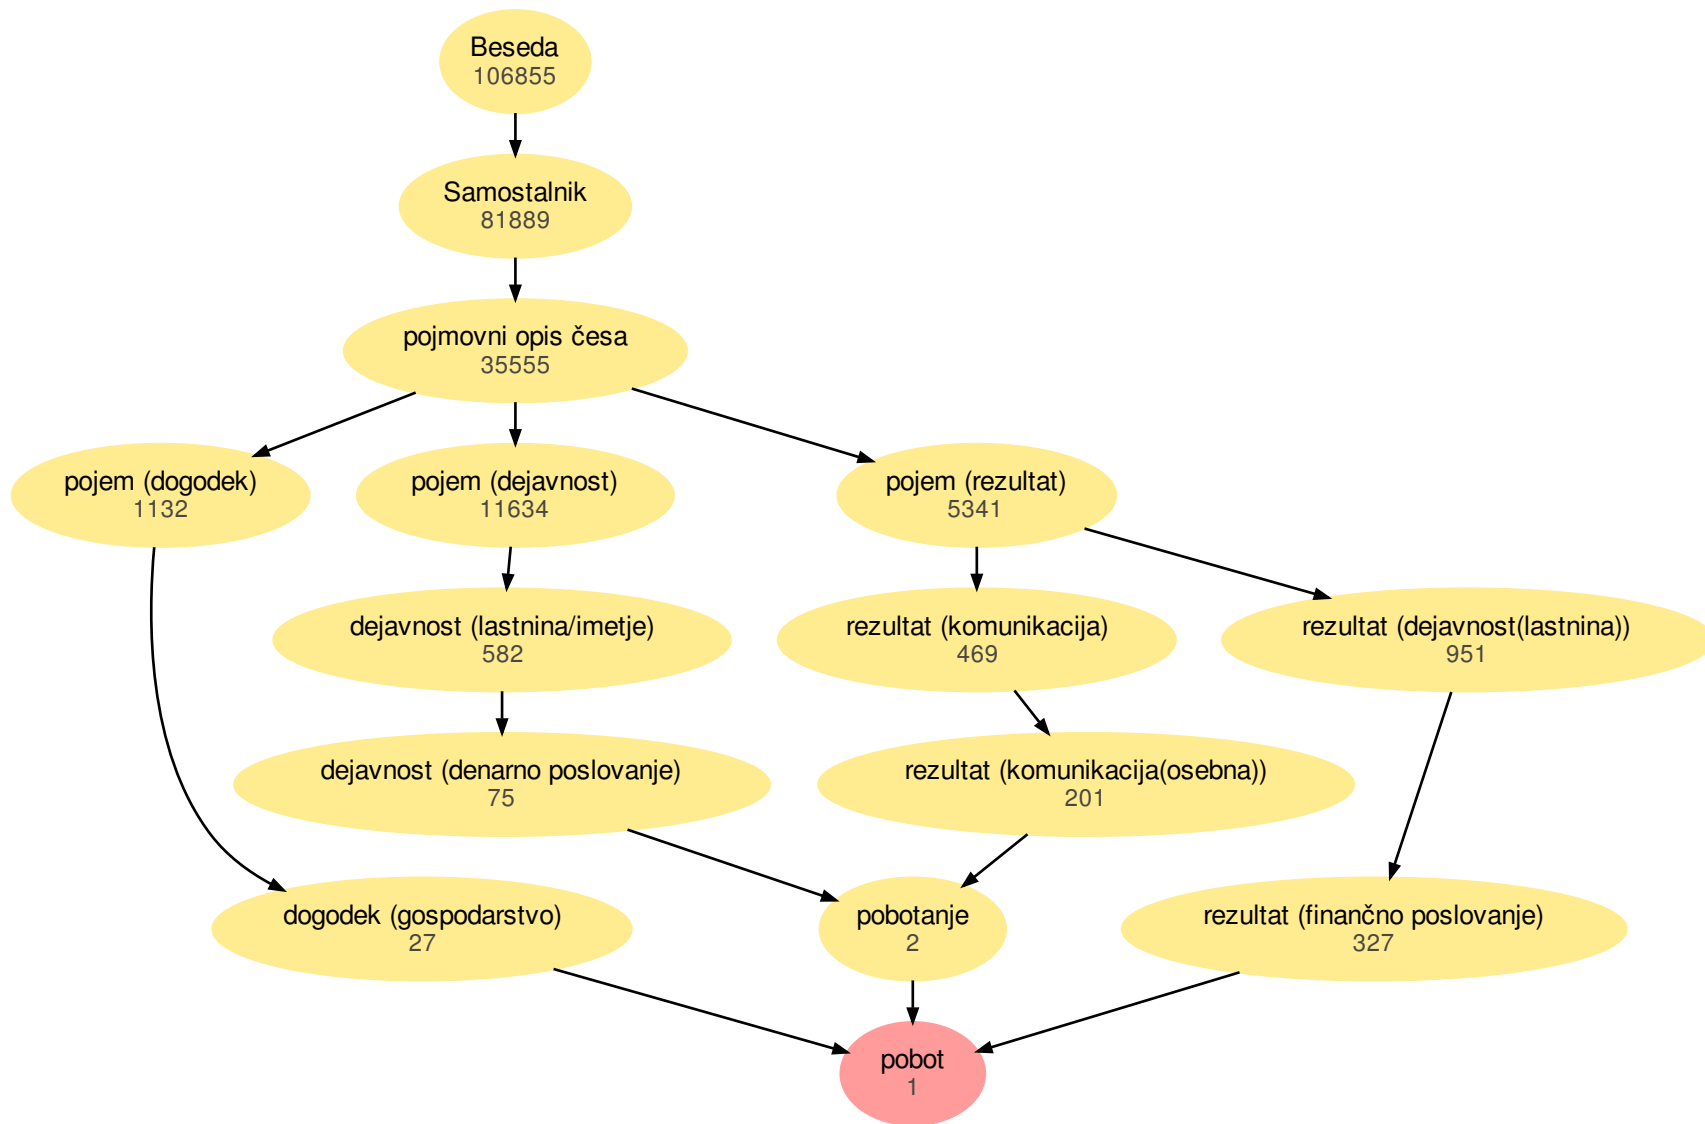 Beseda
106855
Samostalnik
81889
pojmovni opis česa
35555
pojem (dogodek)
1132
pojem (dejavnost)
11634
pojem (rezultat)
5341
dejavnost (lastnina/imetje)
582
rezultat (komunikacija)
469
rezultat (dejavnost(lastnina))
951
dejavnost (denarno poslovanje)
75
rezultat (komunikacija(osebna))
201
dogodek (gospodarstvo)
27
pobotanje
2
rezultat (finančno poslovanje)
327
pobot
1